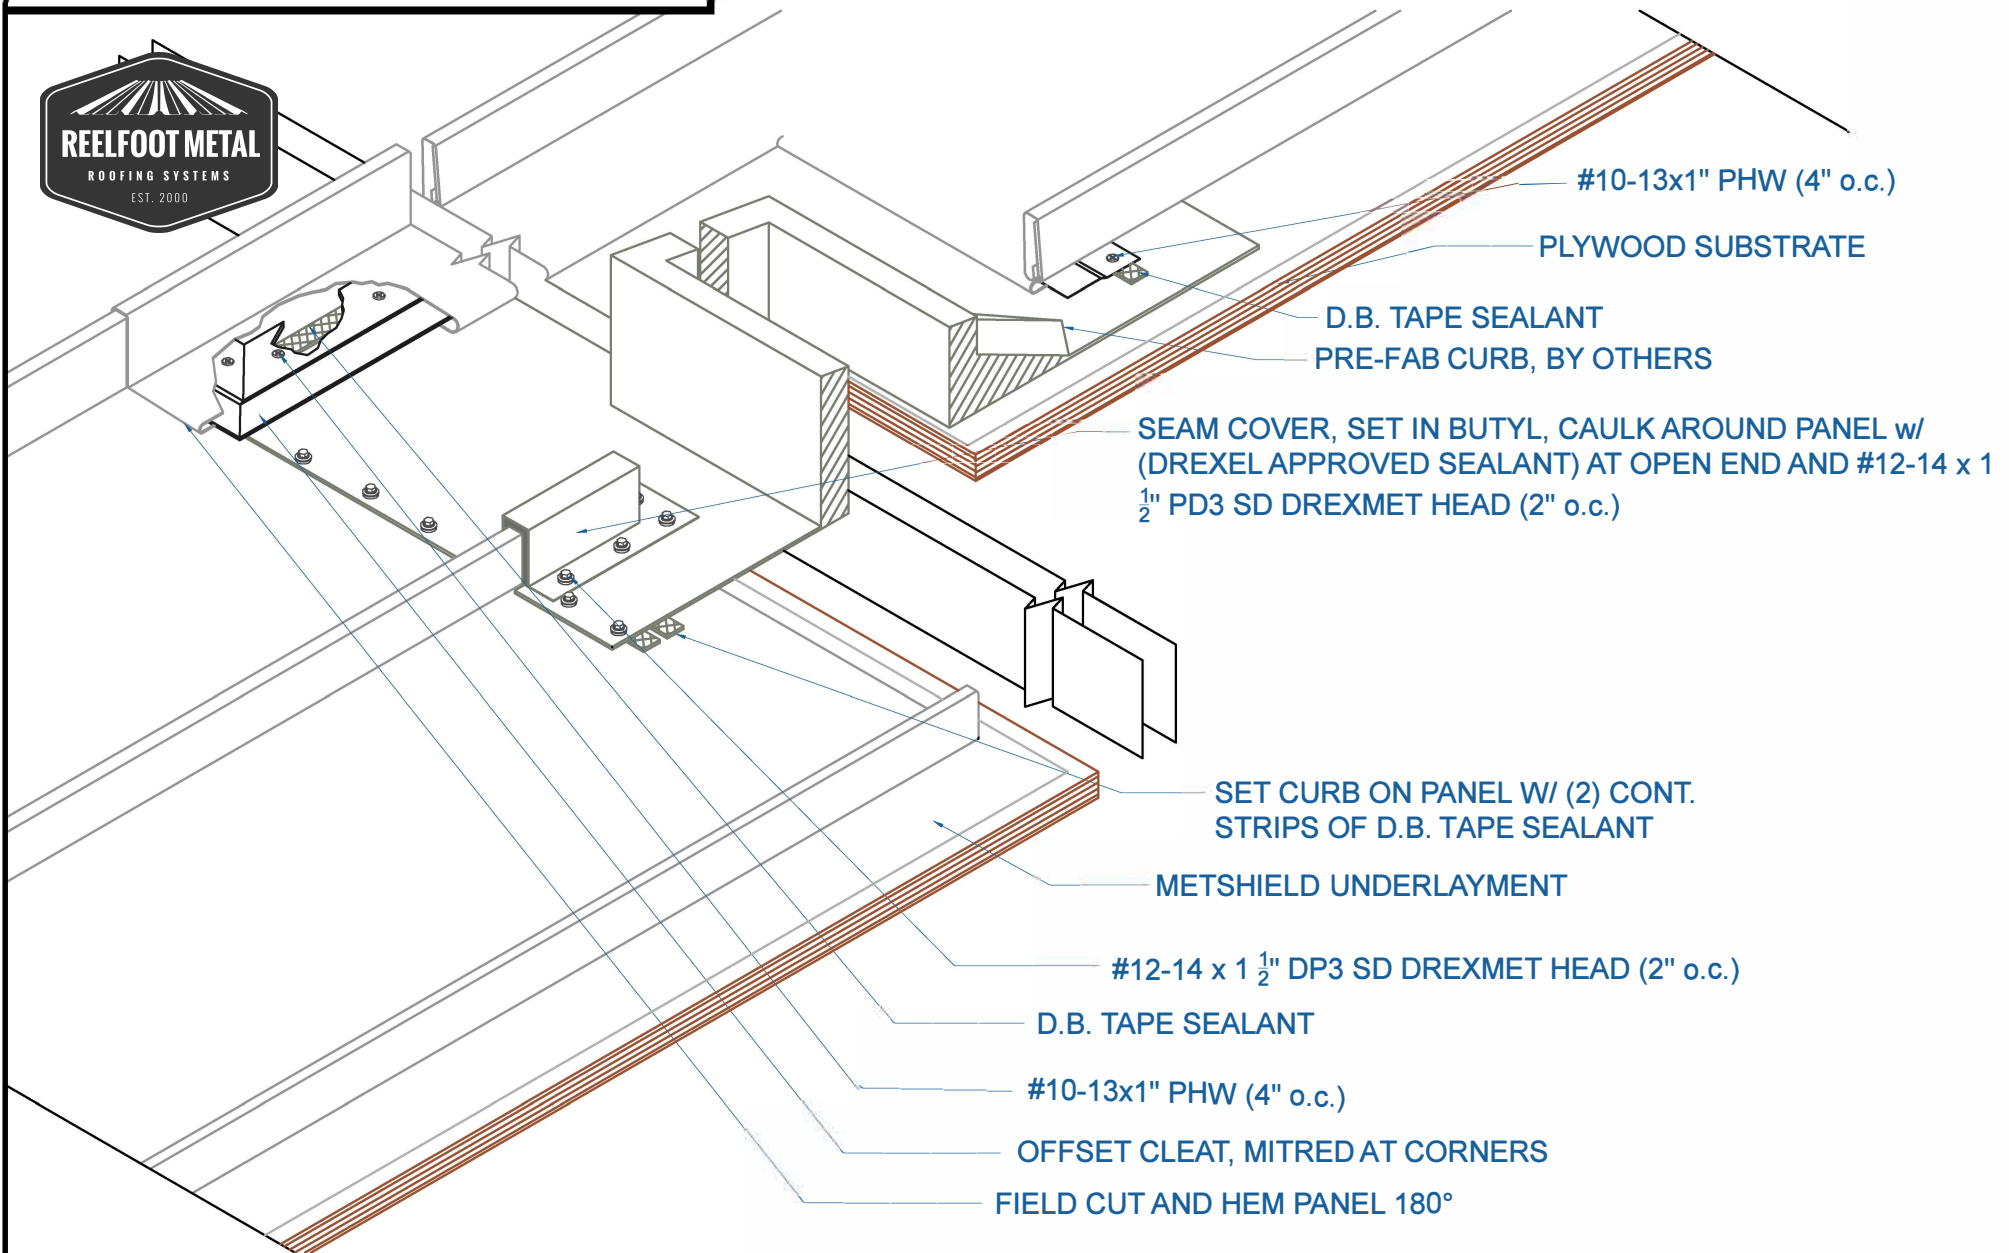 REELFOOT METAL
ROOFING SYSTEMS
EST. 2000
#10-13x1" PHW (4" o.c.)
PLYWOOD SUBSTRATE
D.B. TAPE SEALANT
PRE-FAB CURB, BY OTHERS
SEAM COVER, SET IN BUTYL, CAULK AROUND PANEL w/
(DREXEL APPROVED SEALANT) AT OPEN END AND #12-14 x 1
1/2" PD3 SD DREXMET HEAD (2" o.c.)
SET CURB ON PANEL W/ (2) CONT.
STRIPS OF D.B. TAPE SEALANT
METSHIELD UNDERLAYMENT
#12-14 x 1 1/2" DP3 SD DREXMET HEAD (2" o.c.)
D.B. TAPE SEALANT
#10-13x1" PHW (4" o.c.)
OFFSET CLEAT, MITRED AT CORNERS
FIELD CUT AND HEM PANEL 180°